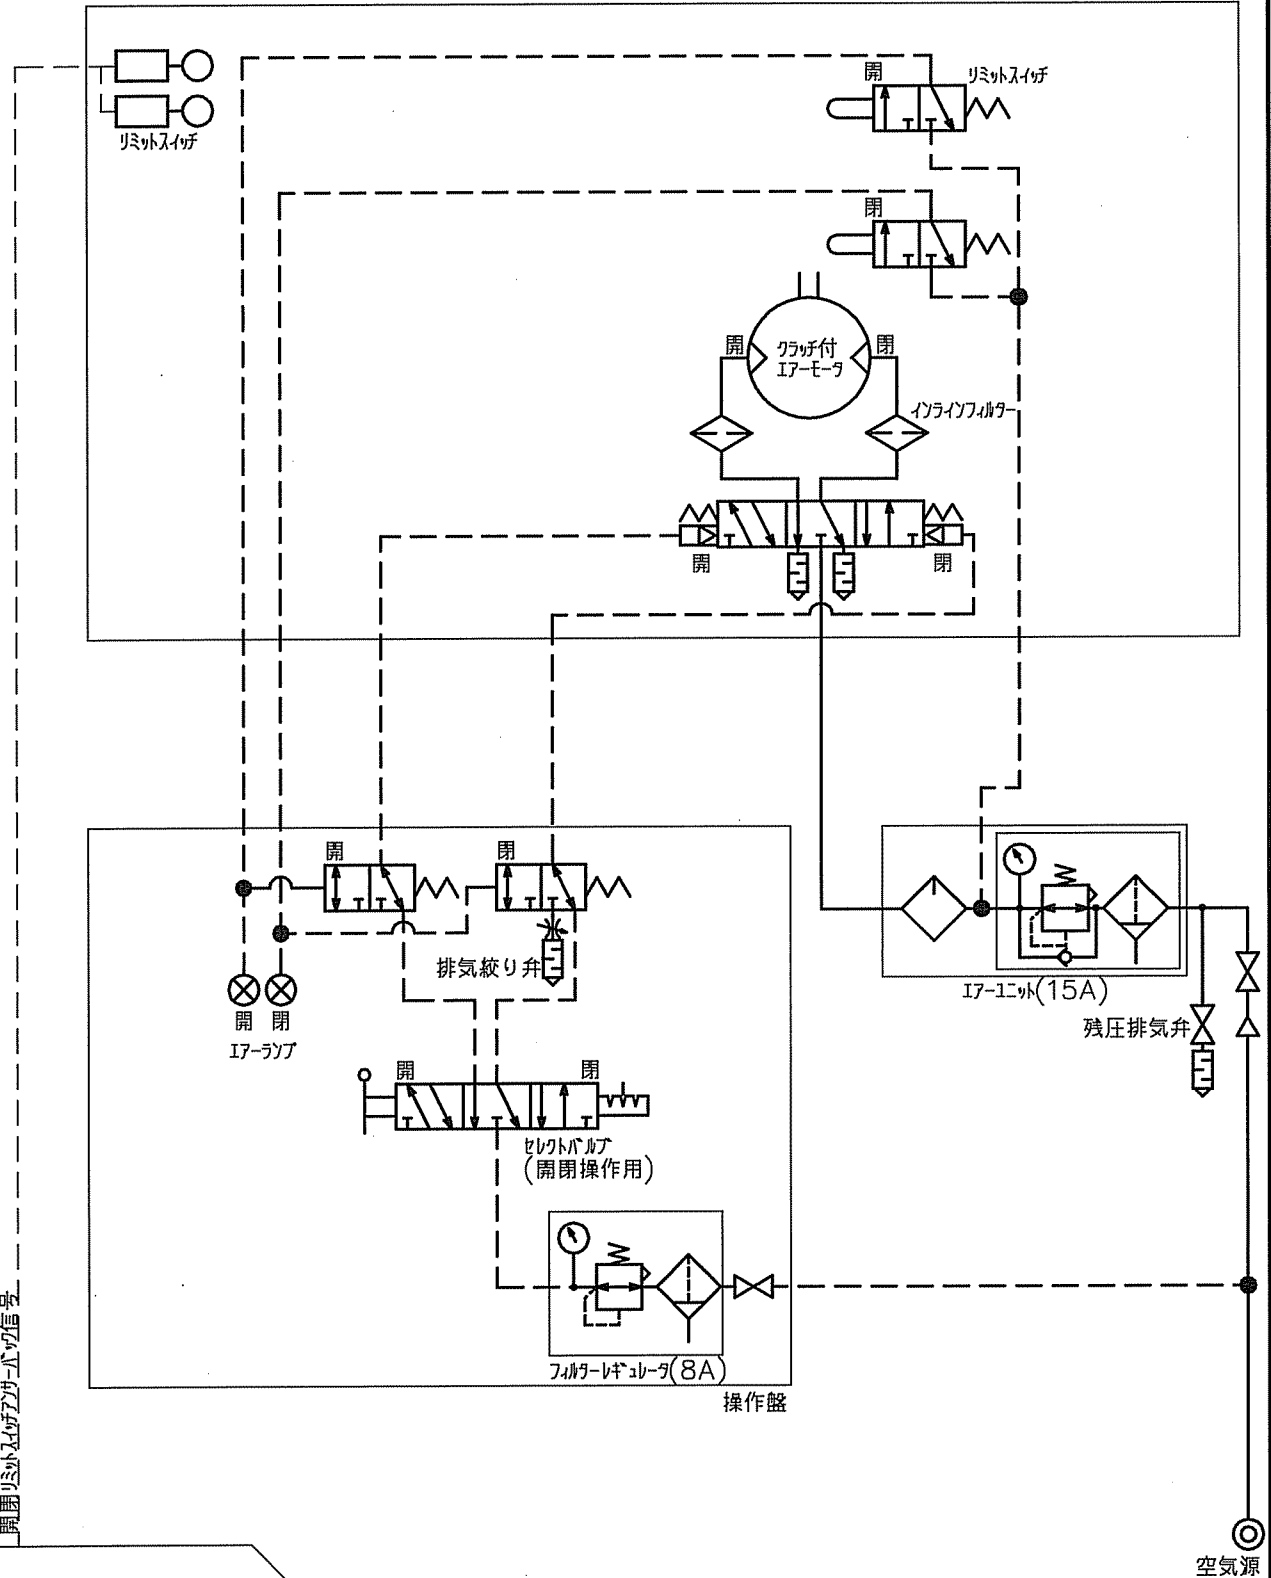 開
リミットスイッチ
リミットスイッチ
閉
開
クラッチ付
エアーモータ
閉
インラインフィルター
開
閉
開
閉
排気絞り弁
開
閉
エアーランプ
エアーユニット(15A)
残圧排気弁
開
閉
セレクトバルブ
(開閉操作用)
フィルターレギュレータ(8A)
操作盤
開閉リミットスイッチアンサーバック信号
空気源